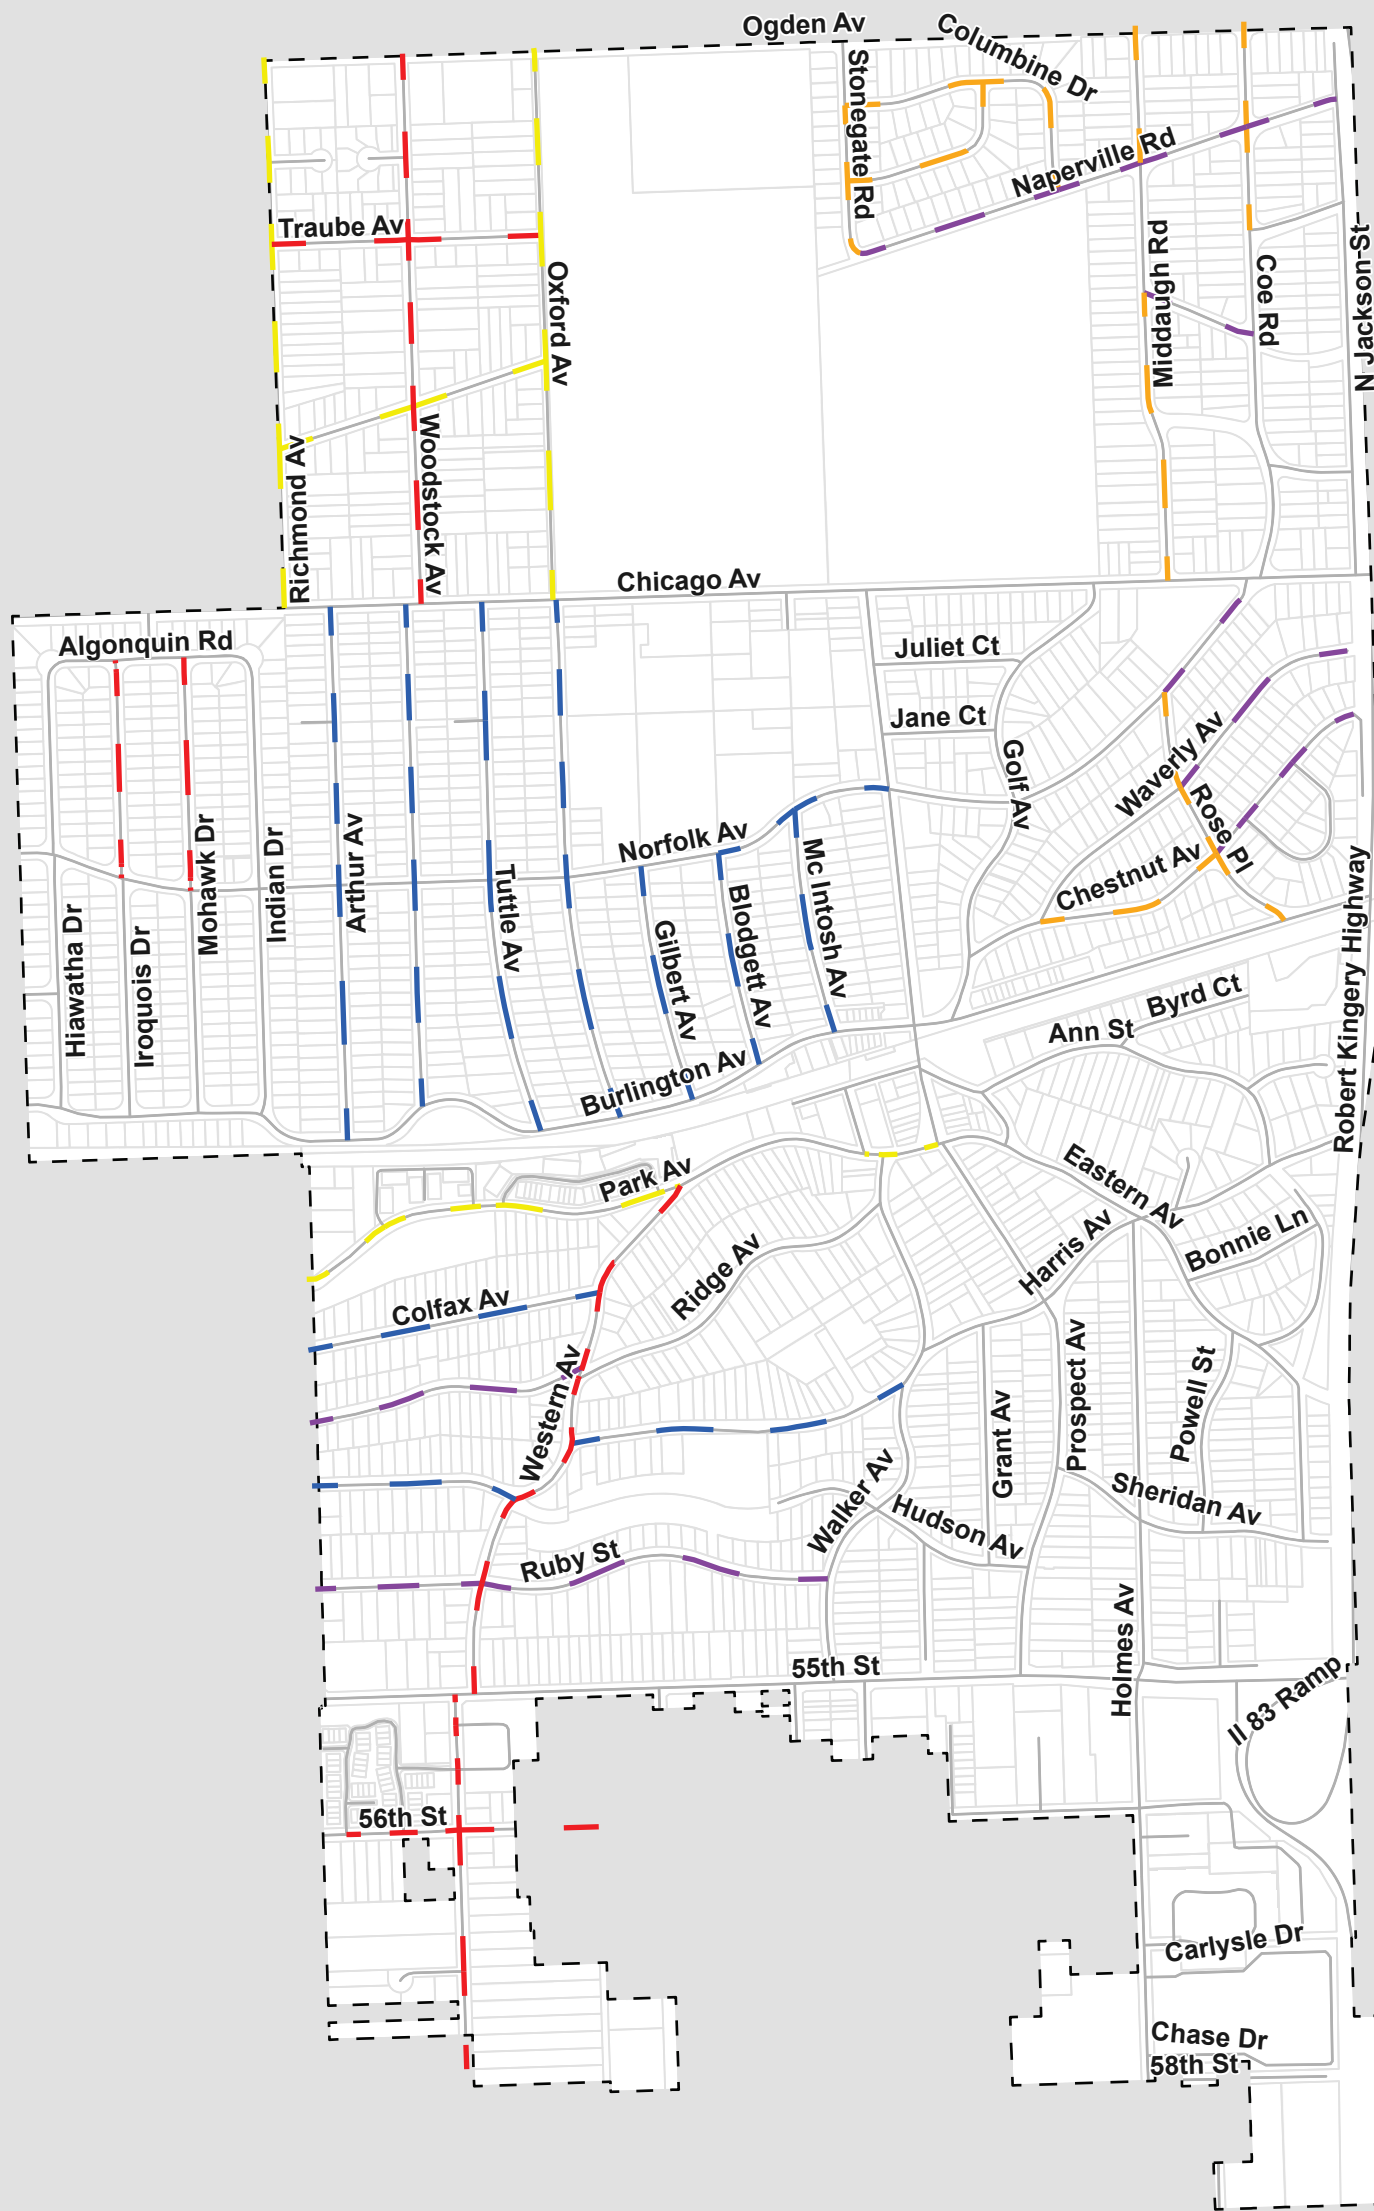 Ogden Av
Columbine Dr
Stonegate Rd
Naperville Rd
Traube Av
Oxford Av
Middaugh Rd
Coe Rd
N Jackson St
Richmond Av
Woodstock Av
Chicago Av
Algonquin Rd
Juliet Ct
Jane Ct
Golf Av
Waverly Av
Rose Pl
Chestnut Av
Norfolk Av
Mc Intosh Av
Blodgett Av
Gilbert Av
Tuttle Av
Arthur Av
Indian Dr
Mohawk Dr
Iroquois Dr
Hiawatha Dr
Burlington Av
Byrd Ct
Ann St
Robert Kingery Highway
Park Av
Eastern Av
Bonnie Ln
Harris Av
Ridge Av
Colfax Av
Western Av
Prospect Av
Powell St
Grant Av
Walker Av
Hudson Av
Sheridan Av
Ruby St
Holmes Av
55th St
Il 83 Ramp
56th St
Carlysle Dr
Chase Dr
58th St